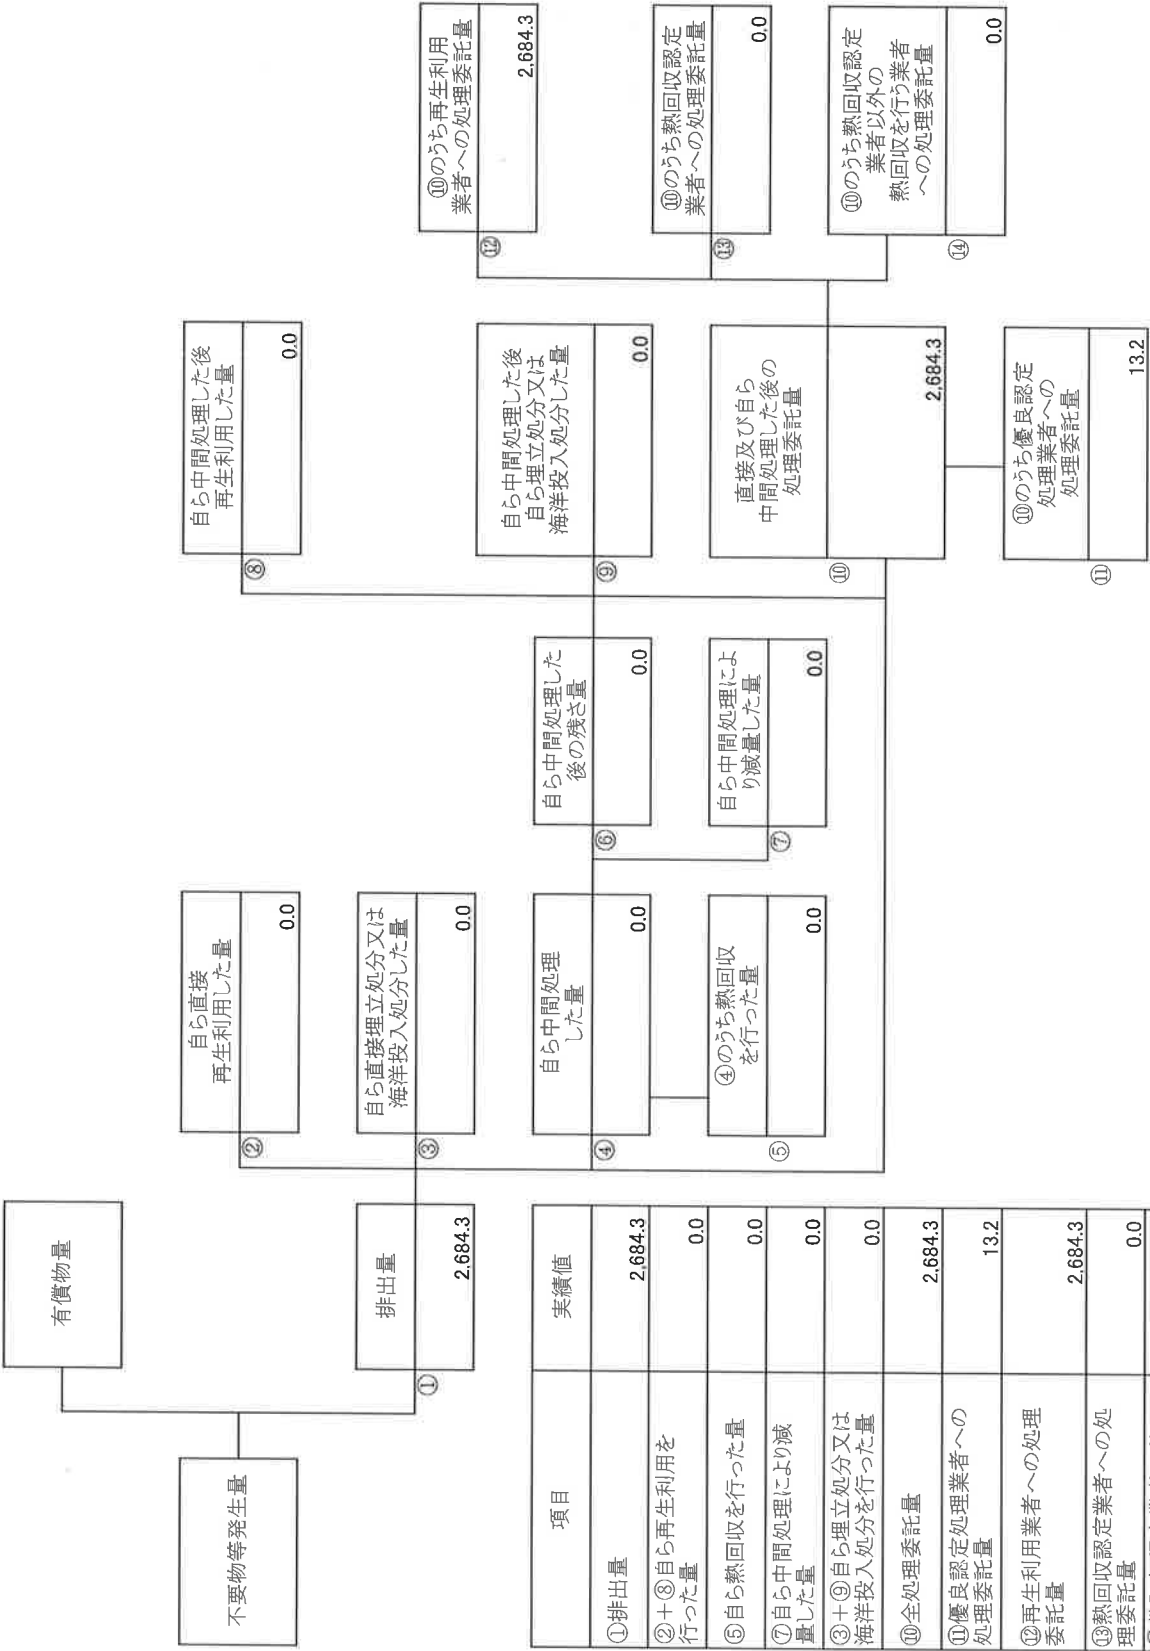 不要物等発生量
有償物量
①
排出量
2,684.3
②
自ら直接
再生利用した量
0.0
③
自ら直接埋立処分又は
海洋投入処分した量
0.0
④
自ら中間処理
した量
0.0
⑤
④のうち熱回収
を行った量
0.0
⑥
自ら中間処理した
後の残さ量
0.0
⑦
自ら中間処理によ
り減量した量
0.0
⑧
自ら中間処理した後
再生利用した量
0.0
⑨
自ら中間処理した後
自ら埋立処分又は
海洋投入処分した量
0.0
⑩
直接及び自ら
中間処理した後の
処理委託量
2,684.3
⑪
⑩のうち優良認定
処理業者への
処理委託量
13.2
⑫
⑩のうち再生利用
業者への処理委託量
2,684.3
⑬
⑩のうち熱回収認定
業者への処理委託量
0.0
⑭
⑩のうち熱回収認定
業者以外の
熱回収を行う業者
への処理委託量
0.0
項目
実績値
①排出量
2,684.3
②+⑧自ら再生利用を
行った量
0.0
⑤自ら熱回収を行った量
0.0
⑦自ら中間処理により減
量した量
0.0
③+⑨自ら埋立処分又は
海洋投入処分を行った量
0.0
⑩全処理委託量
2,684.3
⑪優良認定処理業者への
処理委託量
13.2
⑫再生利用業者への処理
委託量
2,684.3
⑬熱回収認定業者への処
理委託量
0.0